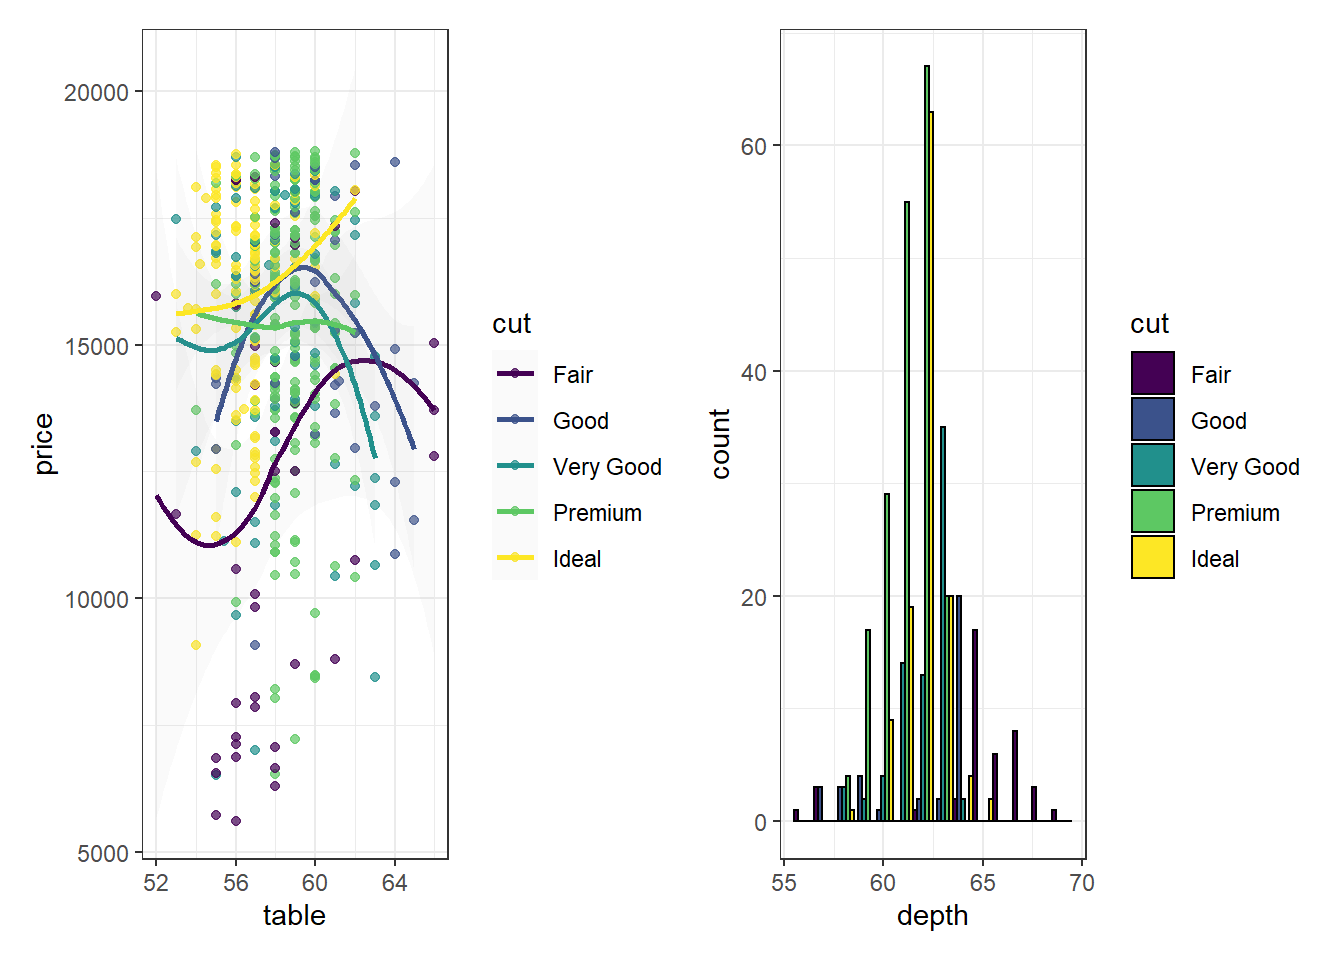 20000
15000
10000
5000
price
52 56 60 64
table
cut
Fair
Good
Very Good
Premium
Ideal
60
40
20
0
count
55 60 65 70
depth
cut
Fair
Good
Very Good
Premium
Ideal